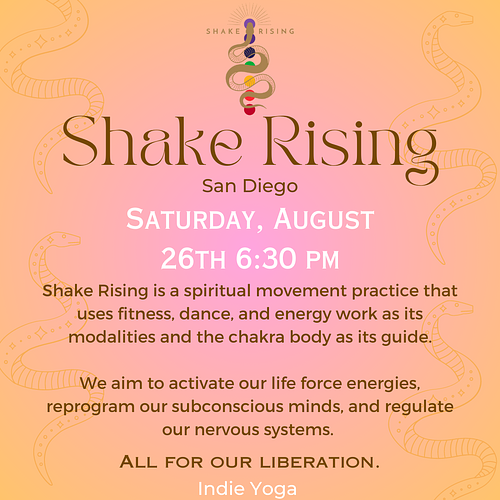 SHAKE RISING
Shake Rising
San Diego
SATURDAY, AUGUST
26TH 6:30 PM
Shake Rising is a spiritual movement practice that
uses fitness, dance, and energy work as its
modalities and the chakra body as its guide.
We aim to activate our life force energies,
reprogram our subconscious minds, and regulate
our nervous systems.
ALL FOR OUR LIBERATION.
Indie Yoga